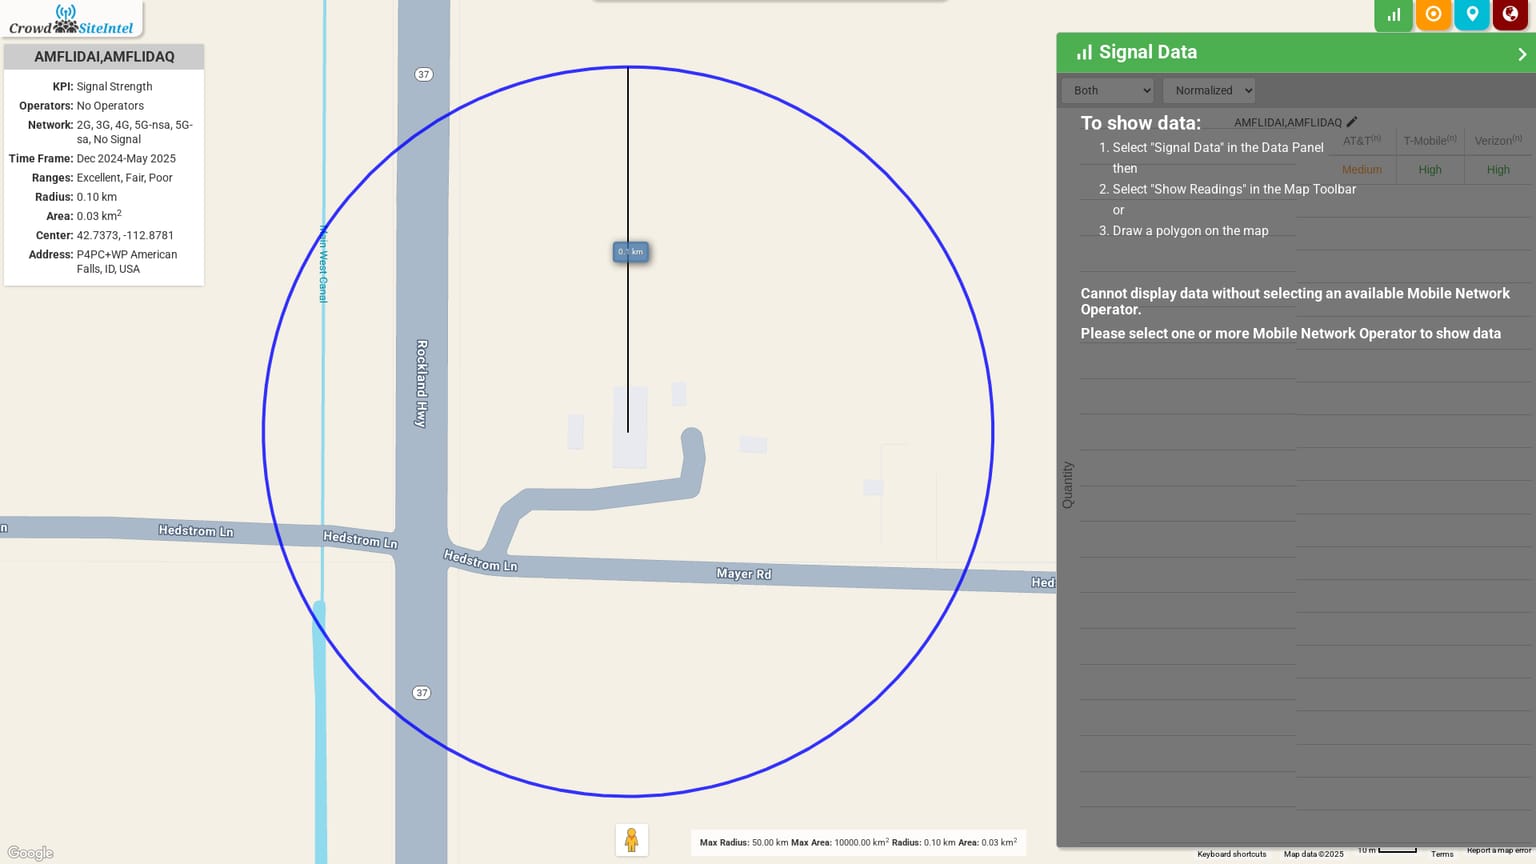 Crowd SiteIntel
AMFLIDAI,AMFLIDAQ
KPI: Signal Strength
Operators: No Operators
Network: 2G, 3G, 4G, 5G-nsa, 5G-
sa, No Signal
Time Frame: Dec 2024-May 2025
Ranges: Excellent, Fair, Poor
Radius: 0.10 km
Area: 0.03 km²
Center: 42.7373, -112.8781
Address: P4PC+WP American
Falls, ID, USA
37
Main West Canal
0.1 km
Rockland Hwy
n
Hedstrom Ln
Hedstrom Ln
Hedstrom Ln
Mayer Rd
Heds
37
Signal Data
Both
Normalized
To show data:
AMFLIDAI,AMFLIDAQ
AT&T(n)
T-Mobile(n)
Verizon(n)
Medium
High
High
1. Select "Signal Data" in the Data Panel
then
2. Select "Show Readings" in the Map Toolbar
or
3. Draw a polygon on the map
Cannot display data without selecting an available Mobile Network
Operator.
Please select one or more Mobile Network Operator to show data
Quantity
Google
Max Radius: 50.00 km Max Area: 10000.00 km² Radius: 0.10 km Area: 0.03 km²
Keyboard shortcuts
Map data ©2025
10 m
Terms
Report a map error